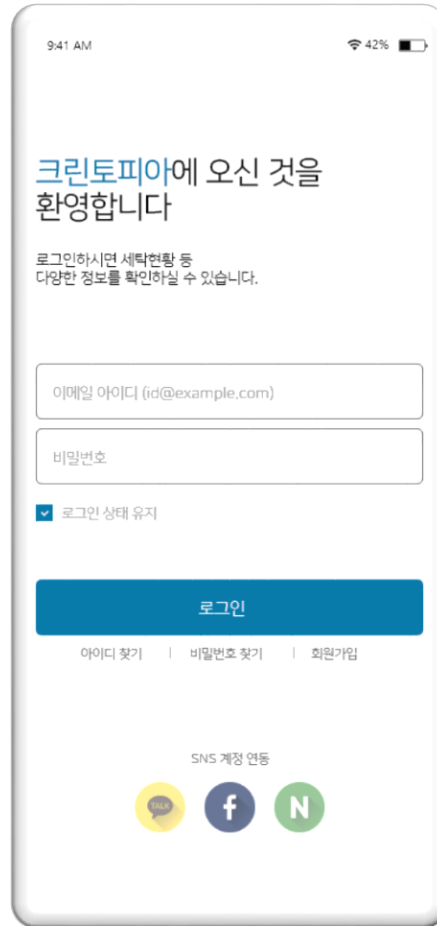 9:41 AM 42%
크린토피아에 오신 것을
환영합니다
로그인하시면 세탁현황 등
다양한 정보를 확인하실 수 있습니다.
이메일 아이디 (id@example.com)
비밀번호
로그인 상태 유지
로그인
아이디 찾기 | 비밀번호 찾기 | 회원가입
SNS 계정 연동
TALK f N